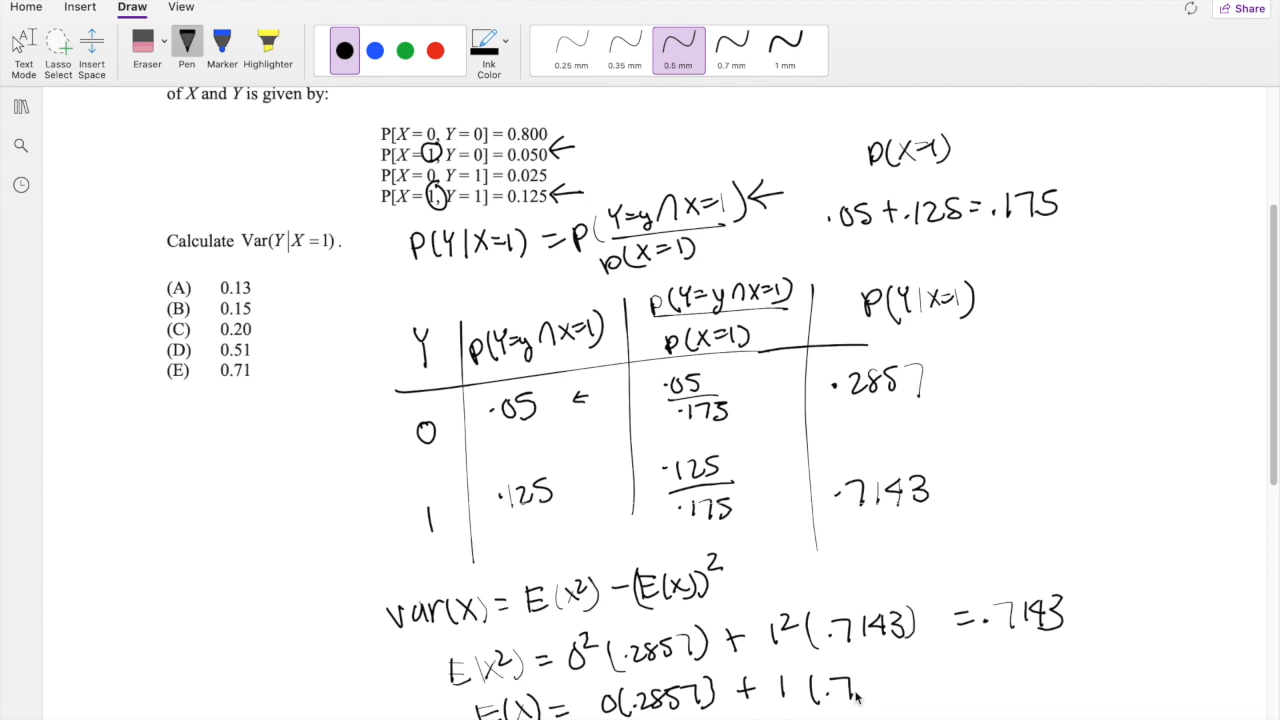 Home Insert Draw View
Share
Text Mode
Lasso Select
Insert Space
Eraser
Pen
Marker
Highlighter
Ink Color
0.25 mm
0.35 mm
0.5 mm
0.7 mm
1 mm
of X and Y is given by:
P[X = 0, Y = 0] = 0.800
P[X = 1, Y = 0] = 0.050 ←
P[X = 0, Y = 1] = 0.025
P[X = 1, Y = 1] = 0.125 ←
P(X=1)
.05 + .125 = .175
Calculate Var(Y|X = 1).
P(Y|X=1) = P(Y=y∩X=1) ←
P(X=1)
(A) 0.13
(B) 0.15
(C) 0.20
(D) 0.51
(E) 0.71
Y
P(Y=y∩X=1)
P(Y=y∩X=1)
P(X=1)
P(Y|X=1)
0
.05 ←
.05
.175
.2857
1
.125
.125
.175
.7143
var(X) = E(X²) - (E(X))²
E(X²) = 0²(.2857) + 1²(.7143) = .7143
E(X) = 0(.2857) + 1(.7